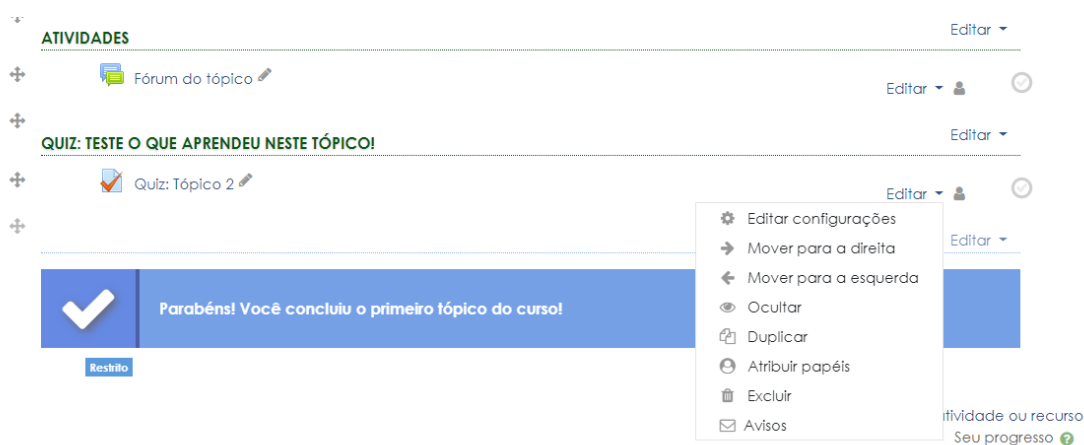 Editar
ATIVIDADES
Fórum do tópico
Editar
Editar
QUIZ: TESTE O QUE APRENDEU NESTE TÓPICO!
Quiz: Tópico 2
Editar
Editar configurações
Mover para a direita
Editar
Mover para a esquerda
Ocultar
Parabéns! Você concluiu o primeiro tópico do curso!
Duplicar
Atribuir papéis
Restrito
Excluir
ou recurso
Avisos
Seu progresso